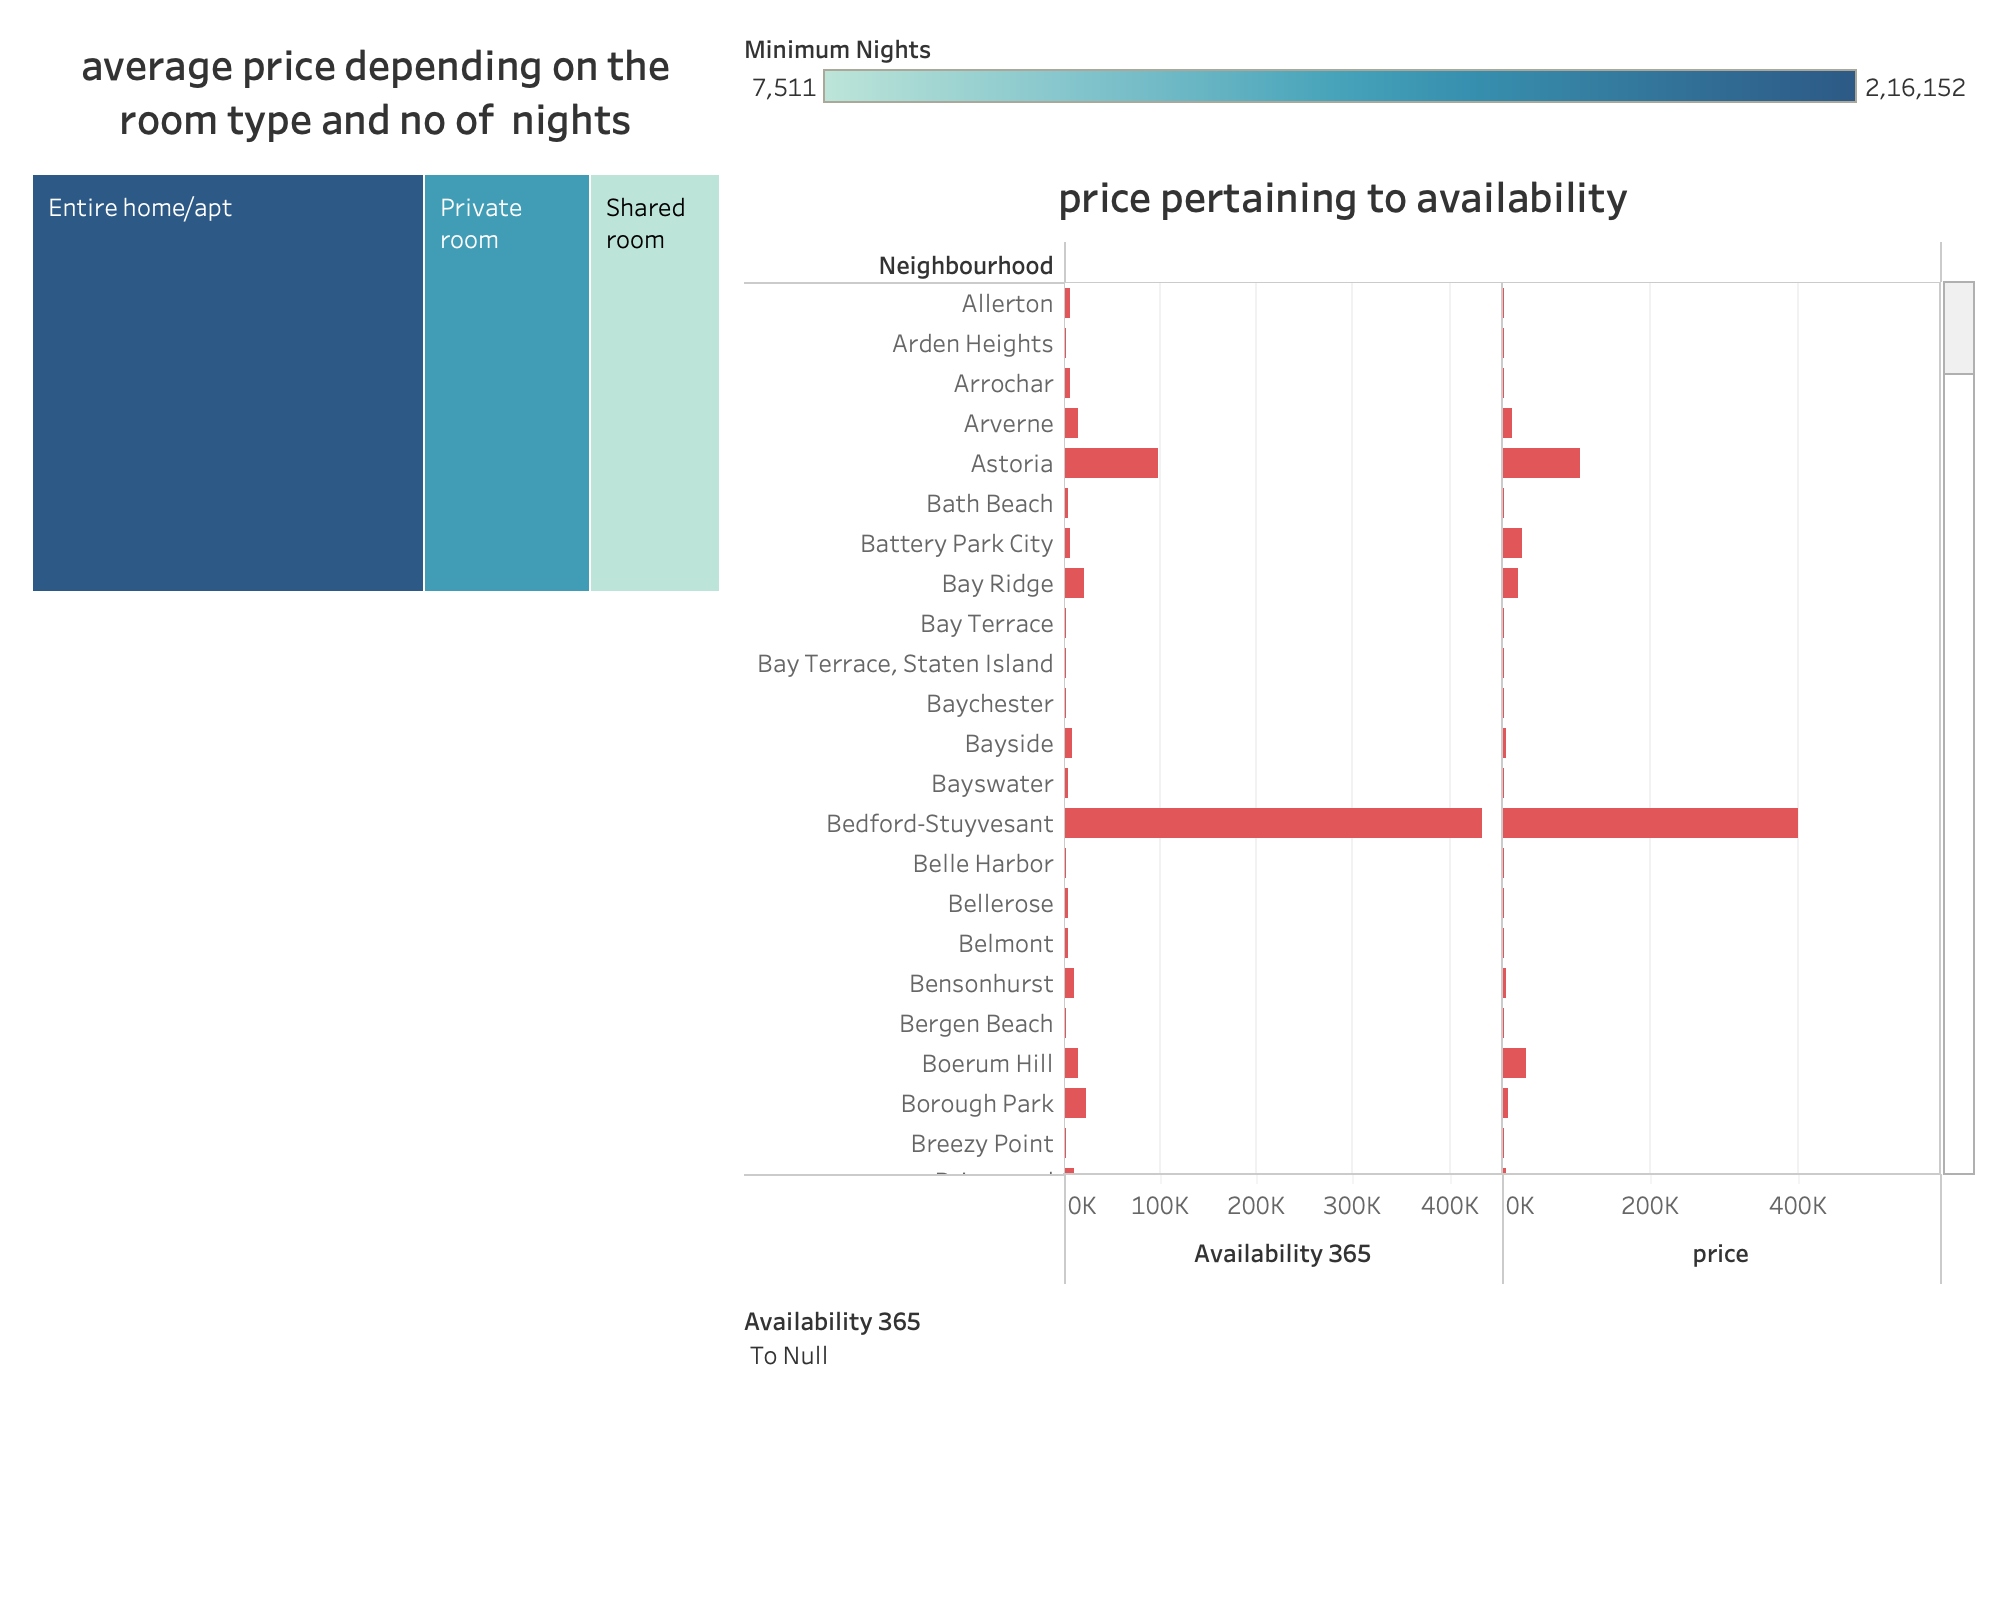 average price depending on the
room type and no of nights
Entire home/apt
Private
room
Shared
room
Minimum Nights
7,511
2,16,152
price pertaining to availability
Neighbourhood
Allerton
Arden Heights
Arrochar
Arverne
Astoria
Bath Beach
Battery Park City
Bay Ridge
Bay Terrace
Bay Terrace, Staten Island
Baychester
Bayside
Bayswater
Bedford-Stuyvesant
Belle Harbor
Bellerose
Belmont
Bensonhurst
Bergen Beach
Boerum Hill
Borough Park
Breezy Point
0K 100K 200K 300K 400K 0K 200K 400K
Availability 365 price
Availability 365
To Null